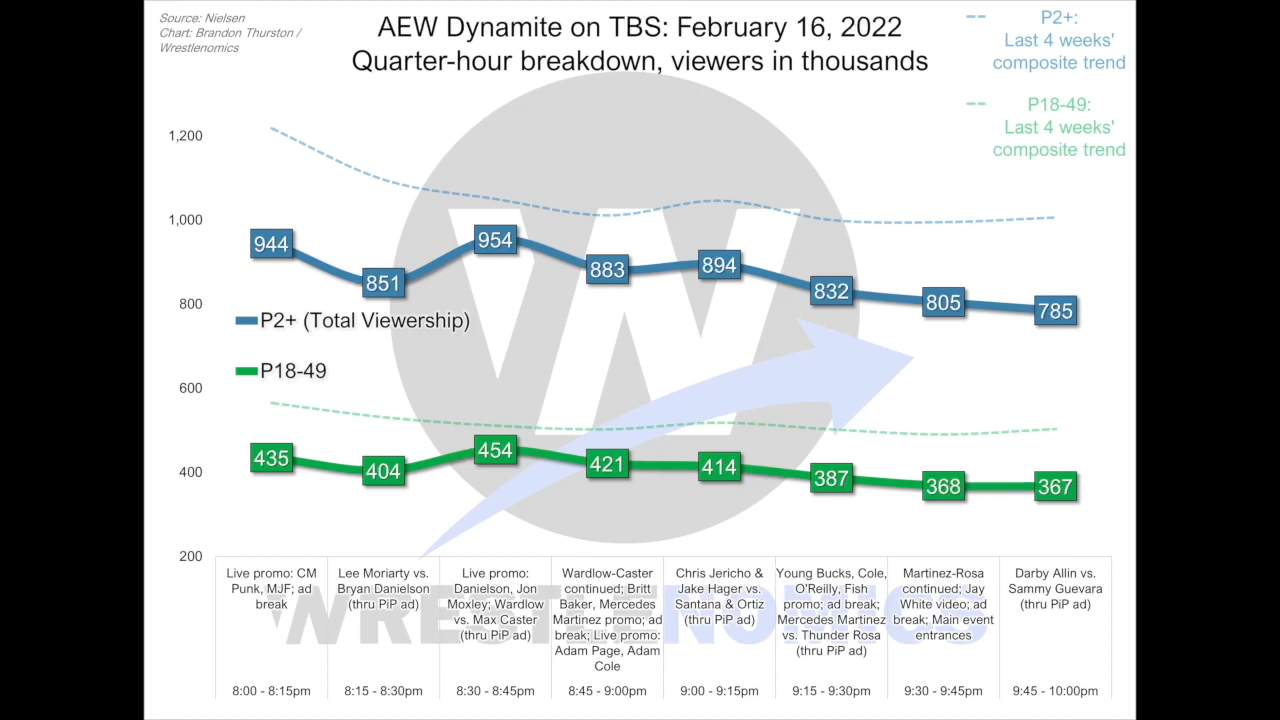 Source: Nielsen
Chart: Brandon Thurston /
Wrestlenomics
AEW Dynamite on TBS: February 16, 2022
Quarter-hour breakdown, viewers in thousands
P2+:
Last 4 weeks'
composite trend
P18-49:
Last 4 weeks'
composite trend
1,200
1,000
800
600
400
200
944
851
954
883
894
832
805
785
P2+ (Total Viewership)
P18-49
435
404
454
421
414
387
368
367
Live promo: CM
Punk, MJF; ad
break
8:00 - 8:15pm
Lee Moriarty vs.
Bryan Danielson
(thru PiP ad)
8:15 - 8:30pm
Live promo:
Danielson, Jon
Moxley; Wardlow
vs. Max Caster
(thru PiP ad)
8:30 - 8:45pm
Wardlow-Caster
continued; Britt
Baker, Mercedes
Martinez promo; ad
break; Live promo:
Adam Page, Adam
Cole
8:45 - 9:00pm
Chris Jericho &
Jake Hager vs.
Santana & Ortiz
(thru PiP ad)
9:00 - 9:15pm
Young Bucks, Cole,
O'Reilly, Fish
promo; ad break;
Mercedes Martinez
vs. Thunder Rosa
(thru PiP ad)
9:15 - 9:30pm
Martinez-Rosa
continued; Jay
White video; ad
break; Main event
entrances
9:30 - 9:45pm
Darby Allin vs.
Sammy Guevara
(thru PiP ad)
9:45 - 10:00pm
W
WRESTLENOMICS